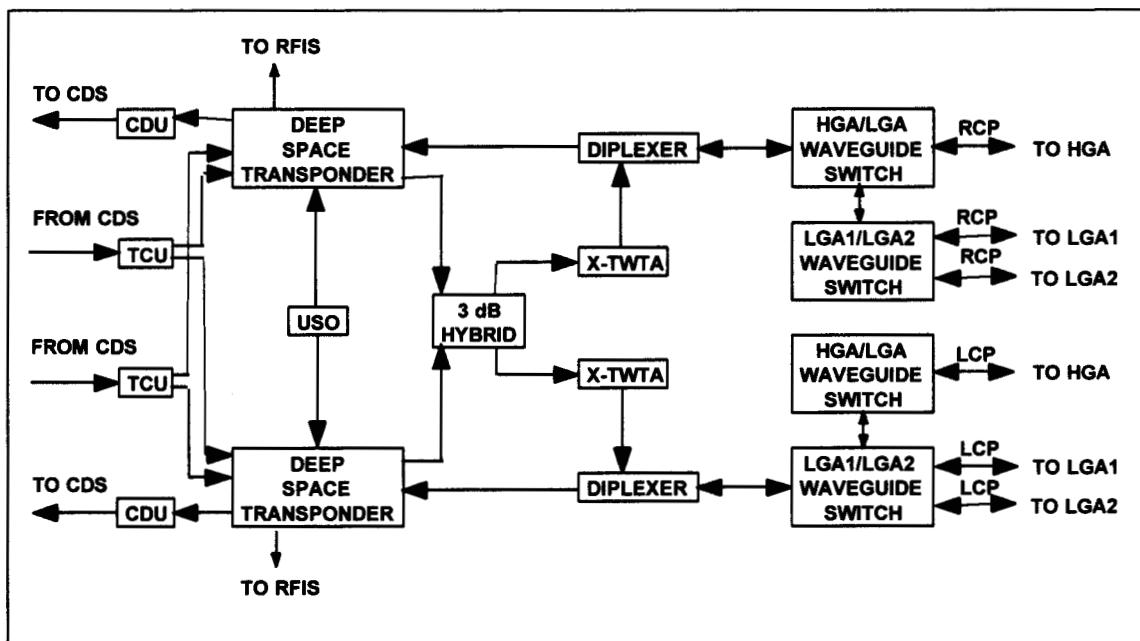 TO RFIS
TO CDS
CDU
DEEP
SPACE
TRANSPONDER
DIPLEXER
HGA/LGA
WAVEGUIDE
SWITCH
RCP
TO HGA
FROM CDS
TCU
X-TWTA
LGA1/LGA2
WAVEGUIDE
SWITCH
RCP
TO LGA1
RCP
TO LGA2
USO
3 dB
HYBRID
FROM CDS
TCU
X-TWTA
HGA/LGA
WAVEGUIDE
SWITCH
LCP
TO HGA
TO CDS
CDU
DEEP
SPACE
TRANSPONDER
DIPLEXER
LGA1/LGA2
WAVEGUIDE
SWITCH
LCP
TO LGA1
LCP
TO LGA2
TO RFIS